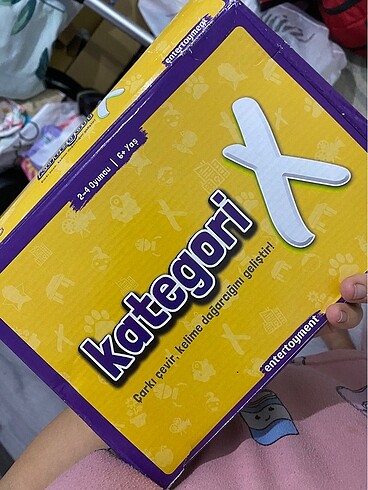 entertoyment
2-4 Oyuncu | 6+ Yaş
kategori X
Çarkı çevir, kelime dağarcığını geliştir!
entertoyment